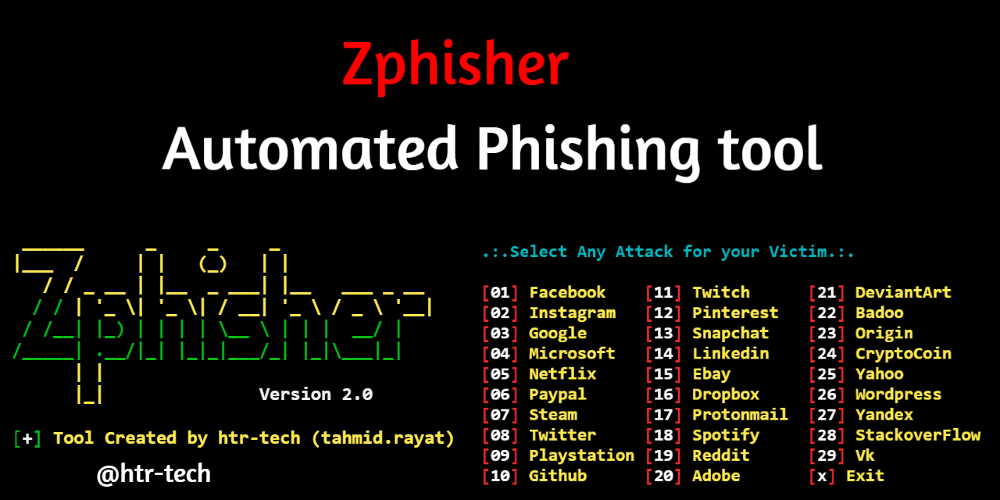 Zphisher
Automated Phishing tool
Zphisher
Version 2.0
[+] Tool Created by htr-tech (tahmid.rayat)
@htr-tech
.:.Select Any Attack for your Victim.:.
[01] Facebook [11] Twitch [21] DeviantArt
[02] Instagram [12] Pinterest [22] Badoo
[03] Google [13] Snapchat [23] Origin
[04] Microsoft [14] Linkedin [24] CryptoCoin
[05] Netflix [15] Ebay [25] Yahoo
[06] Paypal [16] Dropbox [26] Wordpress
[07] Steam [17] Protonmail [27] Yandex
[08] Twitter [18] Spotify [28] StackoverFlow
[09] Playstation [19] Reddit [29] Vk
[10] Github [20] Adobe [x] Exit